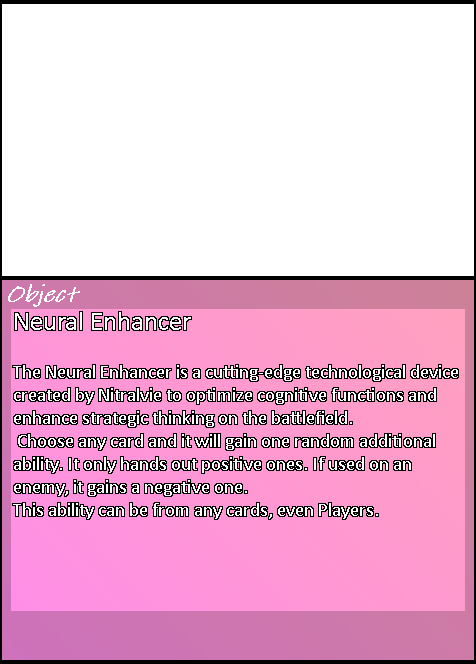 Object
Neural Enhancer
The Neural Enhancer is a cutting-edge technological device
created by Nitralvie to optimize cognitive functions and
enhance strategic thinking on the battlefield.
Choose any card and it will gain one random additional
ability. It only hands out positive ones. If used on an
enemy, it gains a negative one.
This ability can be from any cards, even Players.